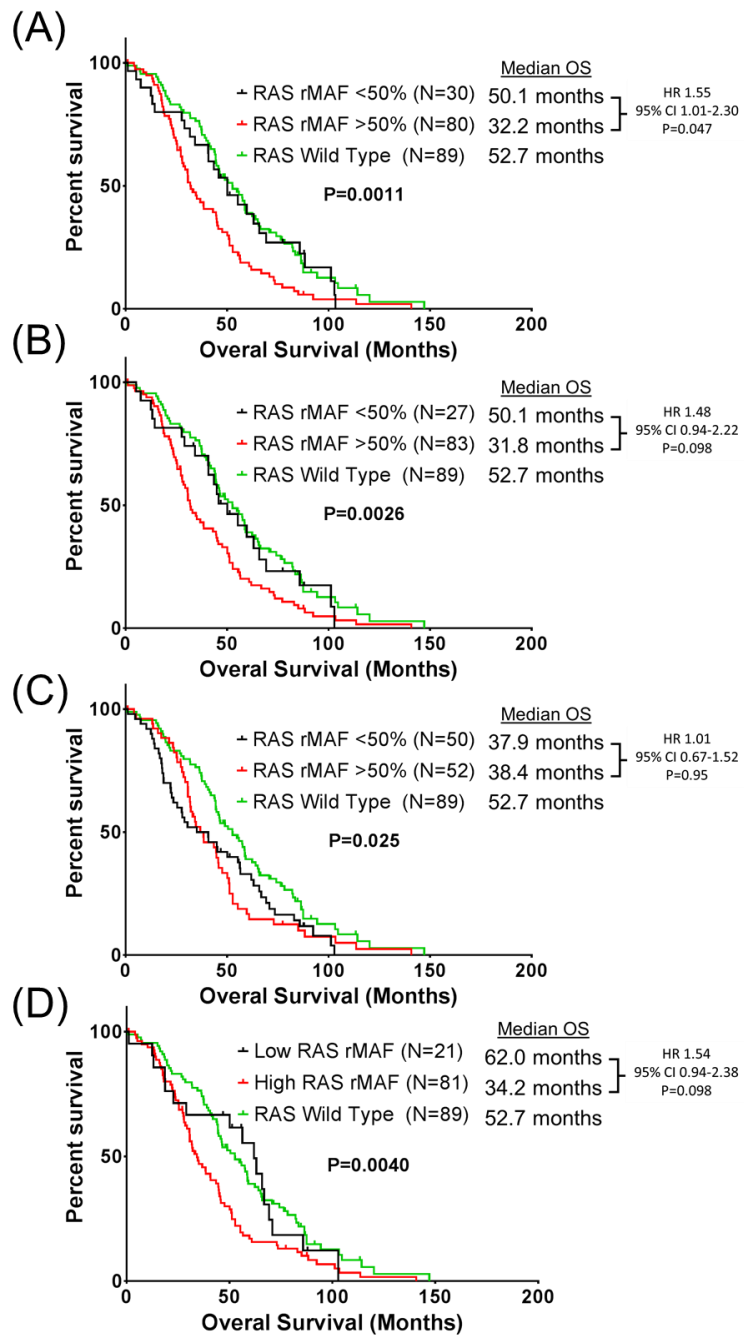 (A)
Percent survival
100
50
0
0 50 100 150 200
Overal Survival (Months)
Median OS
RAS rMAF <50% (N=30) 50.1 months
RAS rMAF >50% (N=80) 32.2 months
RAS Wild Type (N=89) 52.7 months
HR 1.55
95% CI 1.01-2.30
P=0.047
P=0.0011
(B)
Percent survival
100
50
0
0 50 100 150 200
Overal Survival (Months)
Median OS
RAS rMAF <50% (N=27) 50.1 months
RAS rMAF >50% (N=83) 31.8 months
RAS Wild Type (N=89) 52.7 months
HR 1.48
95% CI 0.94-2.22
P=0.098
P=0.0026
(C)
Percent survival
100
50
0
0 50 100 150 200
Overal Survival (Months)
Median OS
RAS rMAF <50% (N=50) 37.9 months
RAS rMAF >50% (N=52) 38.4 months
RAS Wild Type (N=89) 52.7 months
HR 1.01
95% CI 0.67-1.52
P=0.95
P=0.025
(D)
Percent survival
100
50
0
0 50 100 150 200
Overal Survival (Months)
Median OS
Low RAS rMAF (N=21) 62.0 months
High RAS rMAF (N=81) 34.2 months
RAS Wild Type (N=89) 52.7 months
HR 1.54
95% CI 0.94-2.38
P=0.098
P=0.0040